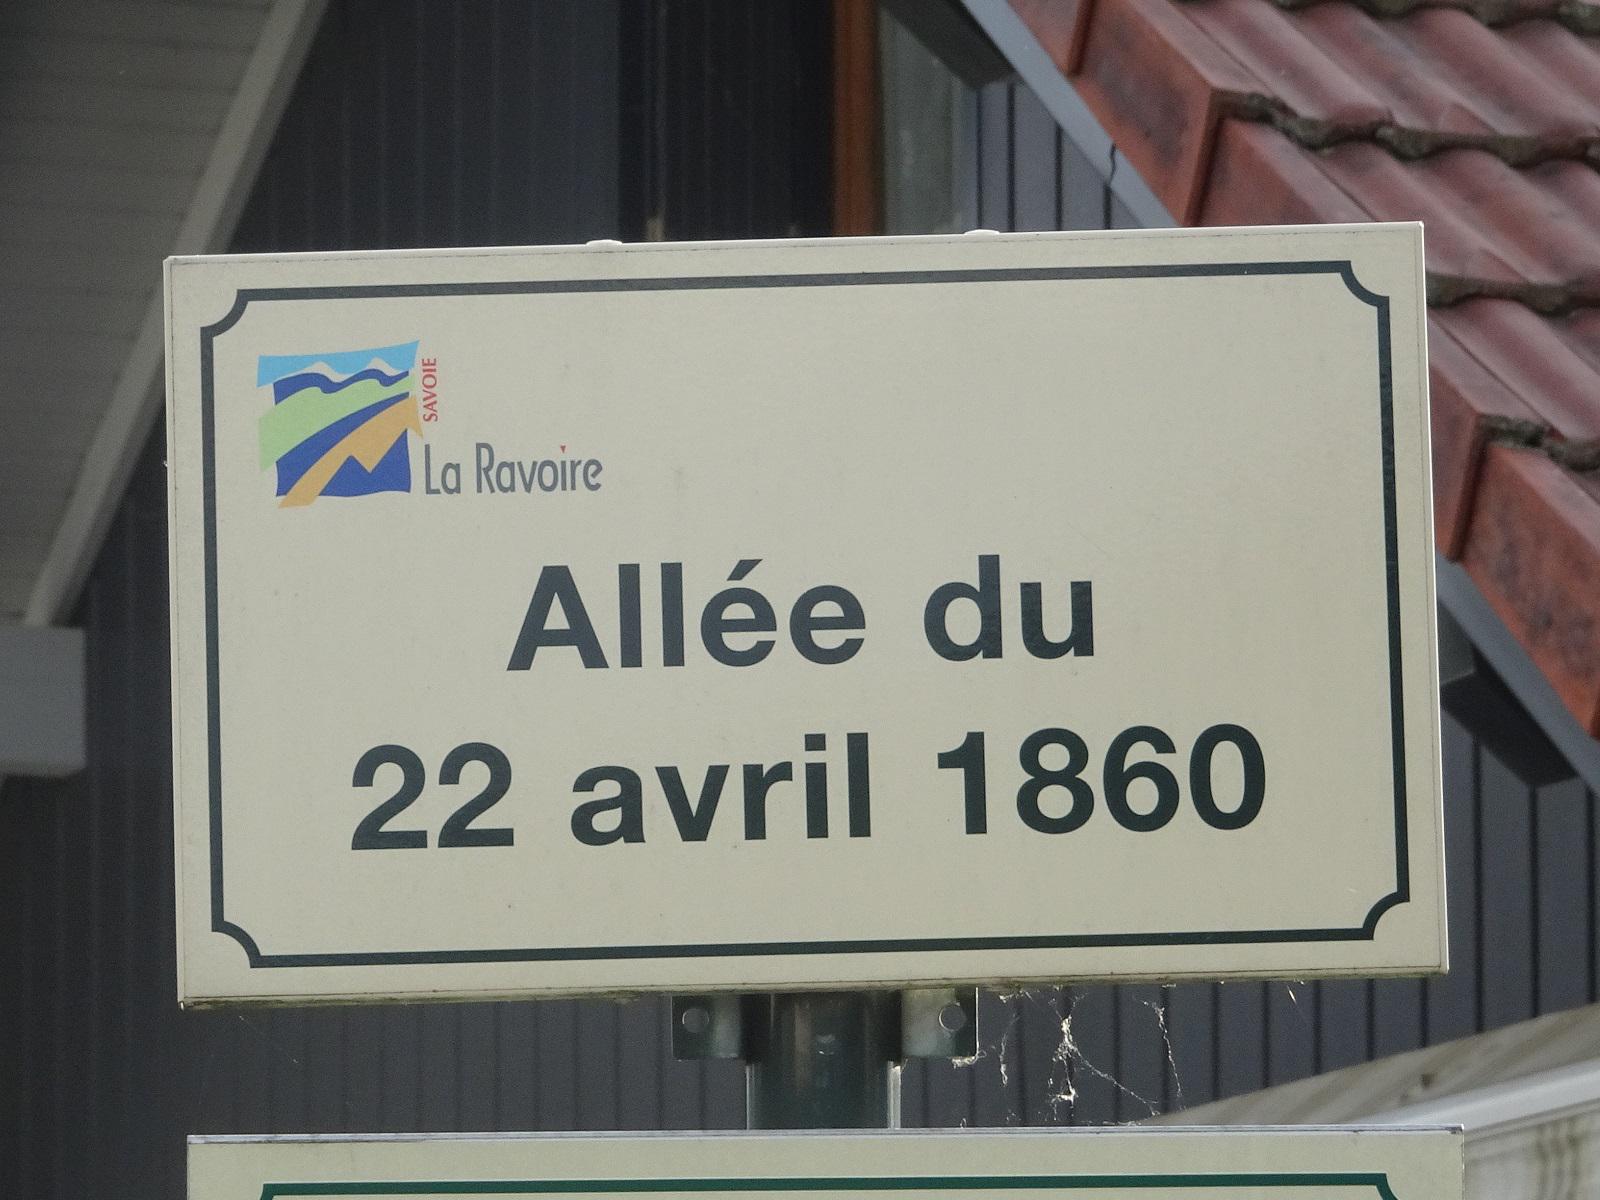 SAVOIE
La Ravoire
Allée du
22 avril 1860